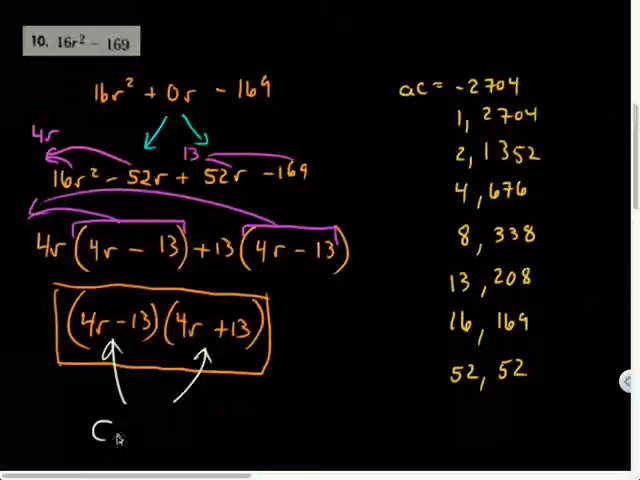 10. 16r² − 169
16r² + 0r − 169
4r
13
16r² − 52r + 52r − 169
4r (4r − 13) + 13 (4r − 13)
(4r − 13) (4r + 13)
C
ac = −2704
1, 2704
2, 1352
4, 676
8, 338
13, 208
16, 169
52, 52